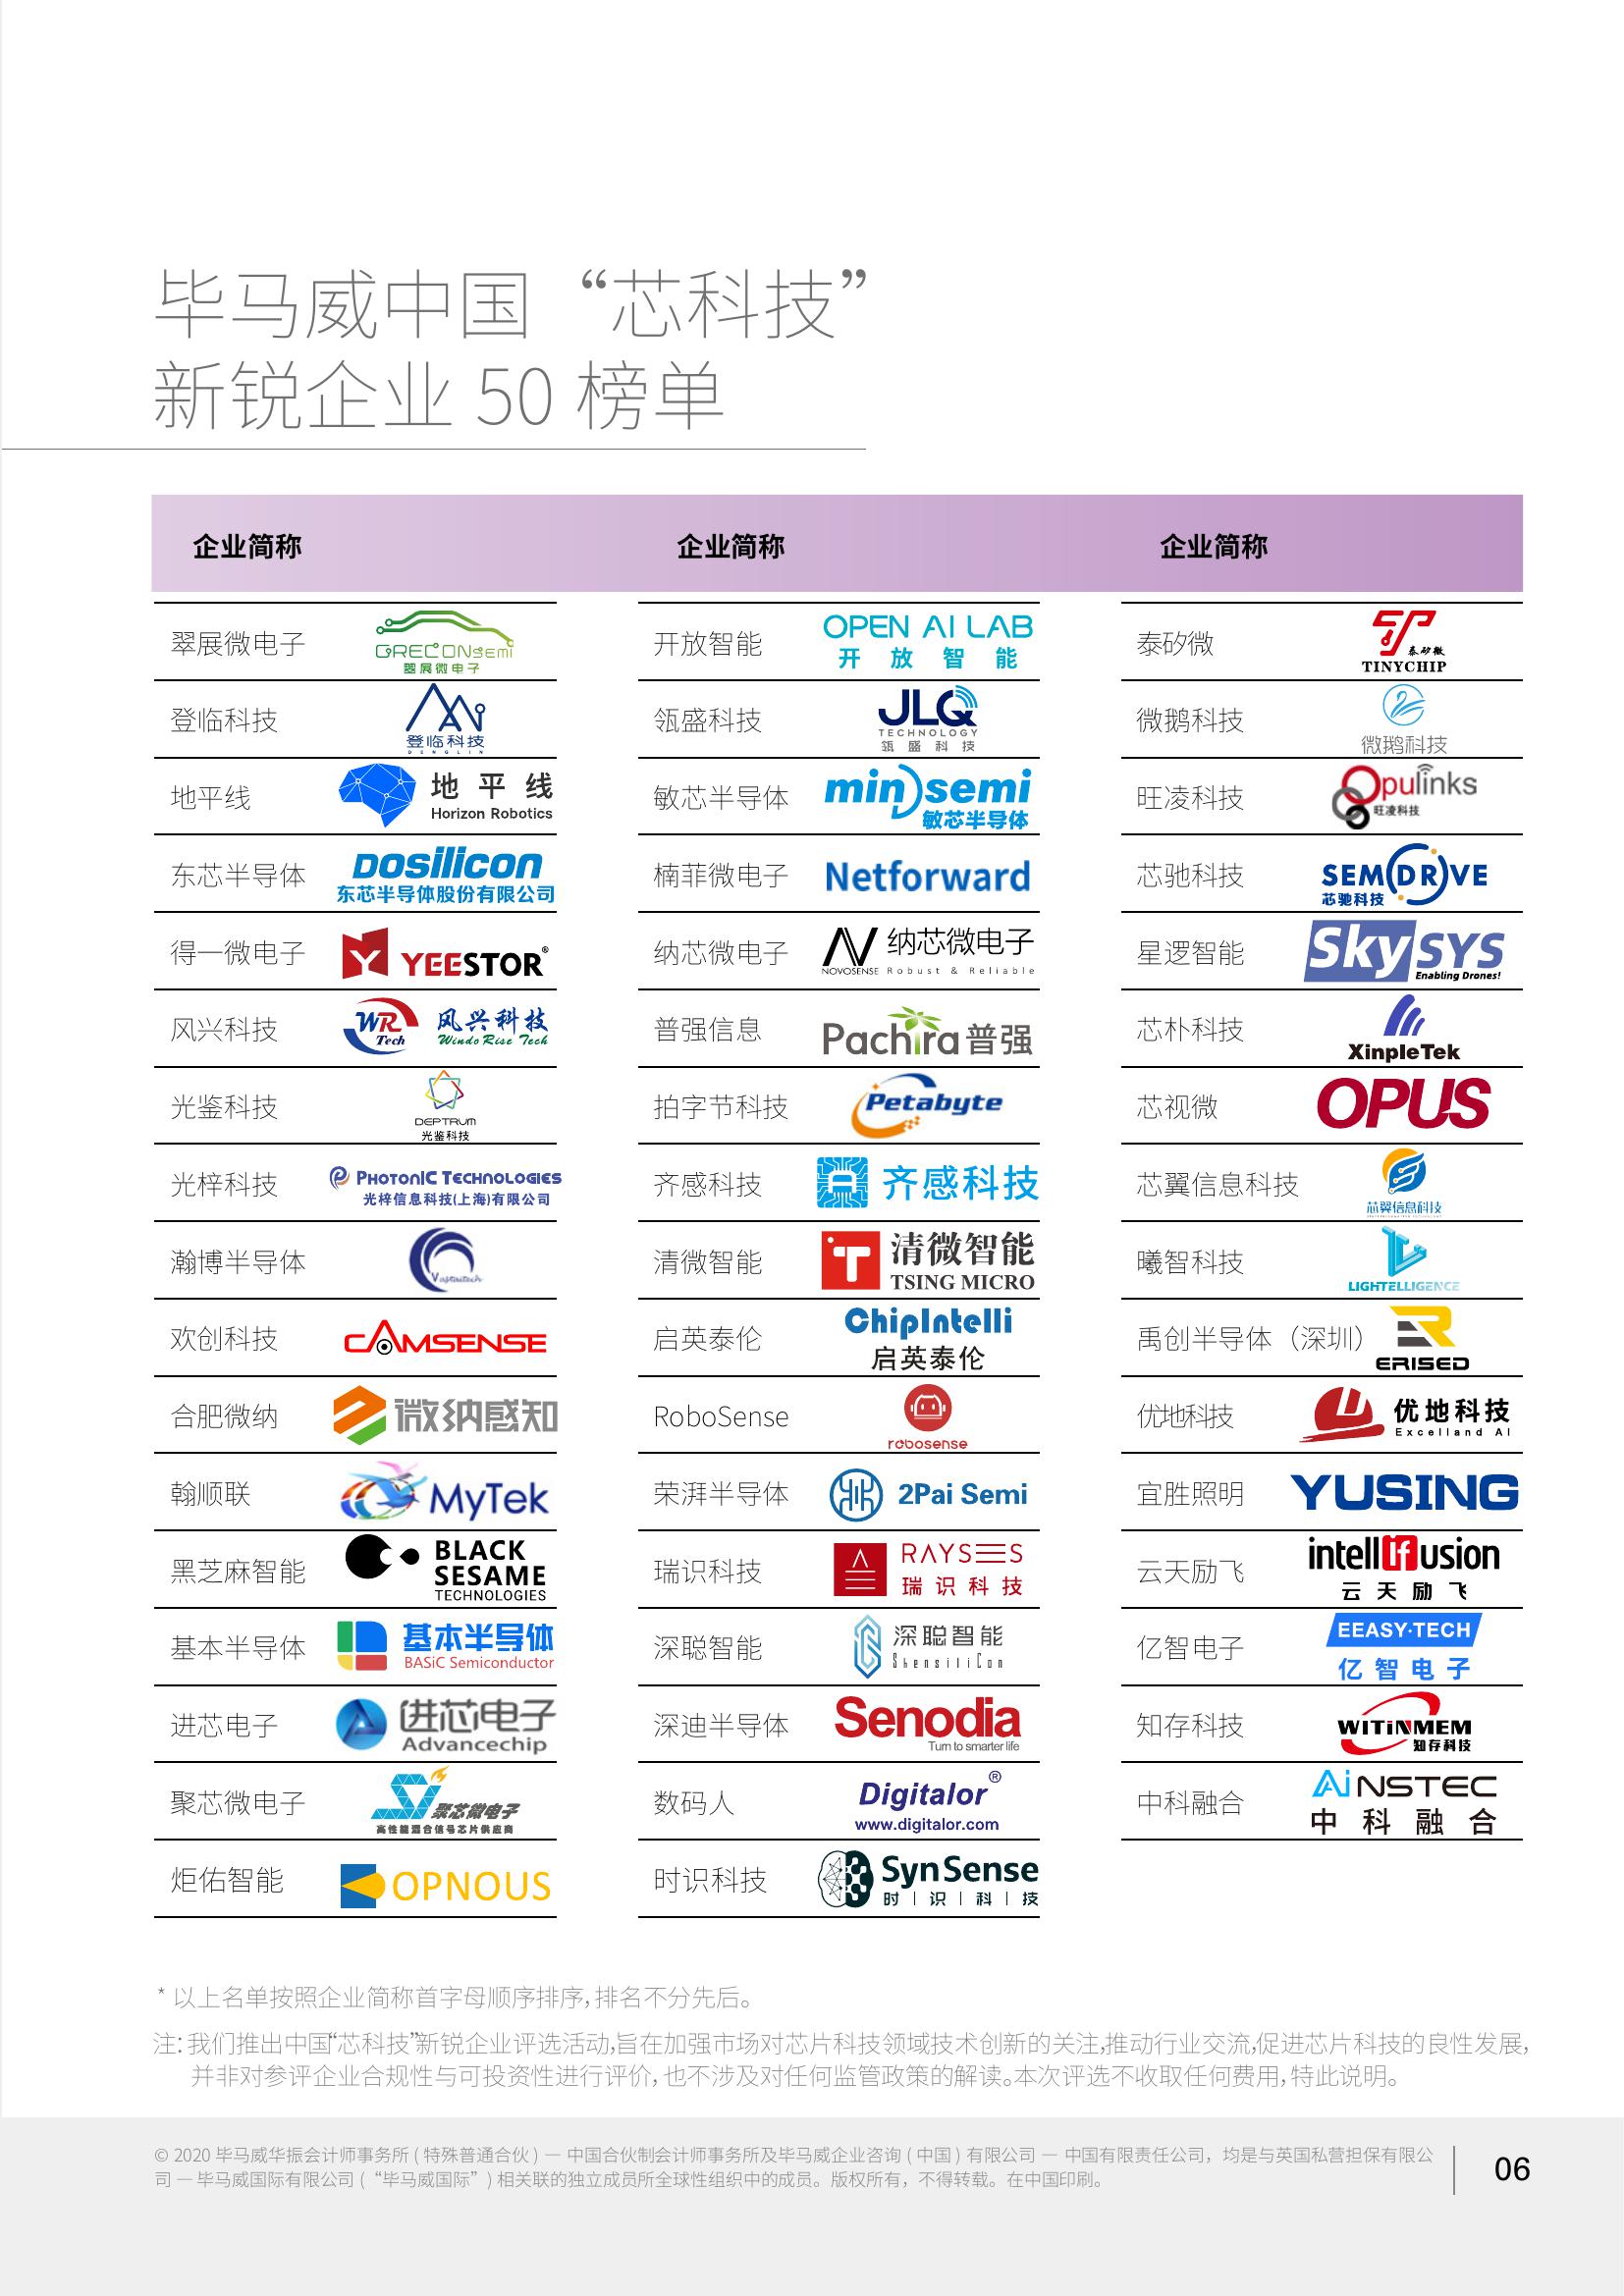 毕马威中国 “芯科技”
新锐企业 50 榜单
企业简称 企业简称 企业简称
翠展微电子 GRECONSEMI 翠展微电子
开放智能 OPEN AI LAB 开放智能
泰矽微 泰矽微 TINYCHIP
登临科技 登临科技 DENGLIN
瓴盛科技 JLQ TECHNOLOGY 瓴盛科技
微鹅科技 微鹅科技
地平线 地平线 Horizon Robotics
敏芯半导体 mindsemi 敏芯半导体
旺凌科技 Opulinks 旺凌科技
东芯半导体 Dosilicon 东芯半导体股份有限公司
楠菲微电子 Netforward
芯驰科技 SEMIDRIVE 芯驰科技
得一微电子 YEESTOR®
纳芯微电子 纳芯微电子 NOVOSENSE Robust & Reliable
星逻智能 SkySYS Enabling Drones!
风兴科技 WR Tech 风兴科技 Windo Rise Tech
普强信息 Pachira 普强
芯朴科技 XinpleTek
光鉴科技 DEPTRUM 光鉴科技
拍字节科技 Petabyte
芯视微 OPUS
光梓科技 PHOTONIC TECHNOLOGIES 光梓信息科技(上海)有限公司
齐感科技 齐感科技
芯翼信息科技 芯翼信息科技
瀚博半导体 Vastaitech
清微智能 清微智能 TSING MICRO
曦智科技 LIGHTELLIGENCE
欢创科技 CAMSENSE
启英泰伦 ChipIntelli 启英泰伦
禹创半导体（深圳） ERISED
合肥微纳 微纳感知
RoboSense robosense
优地科技 优地科技 Excelland AI
翰顺联 MyTek
荣湃半导体 2Pai Semi
宜胜照明 YUSING
黑芝麻智能 BLACK SESAME TECHNOLOGIES
瑞识科技 RAYSEES 瑞识科技
云天励飞 intellifusion 云天励飞
基本半导体 基本半导体 BASiC Semiconductor
深聪智能 深聪智能 ShensiliCon
亿智电子 EEASY·TECH 亿智电子
进芯电子 进芯电子 Advancechip
深迪半导体 Senodia Turn to smarter life
知存科技 WITINMEM 知存科技
聚芯微电子 聚芯微电子 高性能混合信号芯片供应商
数码人 Digitalor® www.digitalor.com
中科融合 AiNSTEC 中科融合
炬佑智能 OPNOUS
时识科技 SynSense 时|识|科|技
* 以上名单按照企业简称首字母顺序排序，排名不分先后。
注：我们推出中国“芯科技”新锐企业评选活动，旨在加强市场对芯片科技领域技术创新的关注，推动行业交流，促进芯片科技的良性发展，
并非对参评企业合规性与可投资性进行评价，也不涉及对任何监管政策的解读。本次评选不收取任何费用，特此说明。
© 2020 毕马威华振会计师事务所 ( 特殊普通合伙 ) — 中国合伙制会计师事务所及毕马威企业咨询 ( 中国 ) 有限公司 — 中国有限责任公司，均是与英国私营担保有限公
司 — 毕马威国际有限公司 (“毕马威国际”) 相关联的独立成员所全球性组织中的成员。版权所有，不得转载。在中国印刷。
06